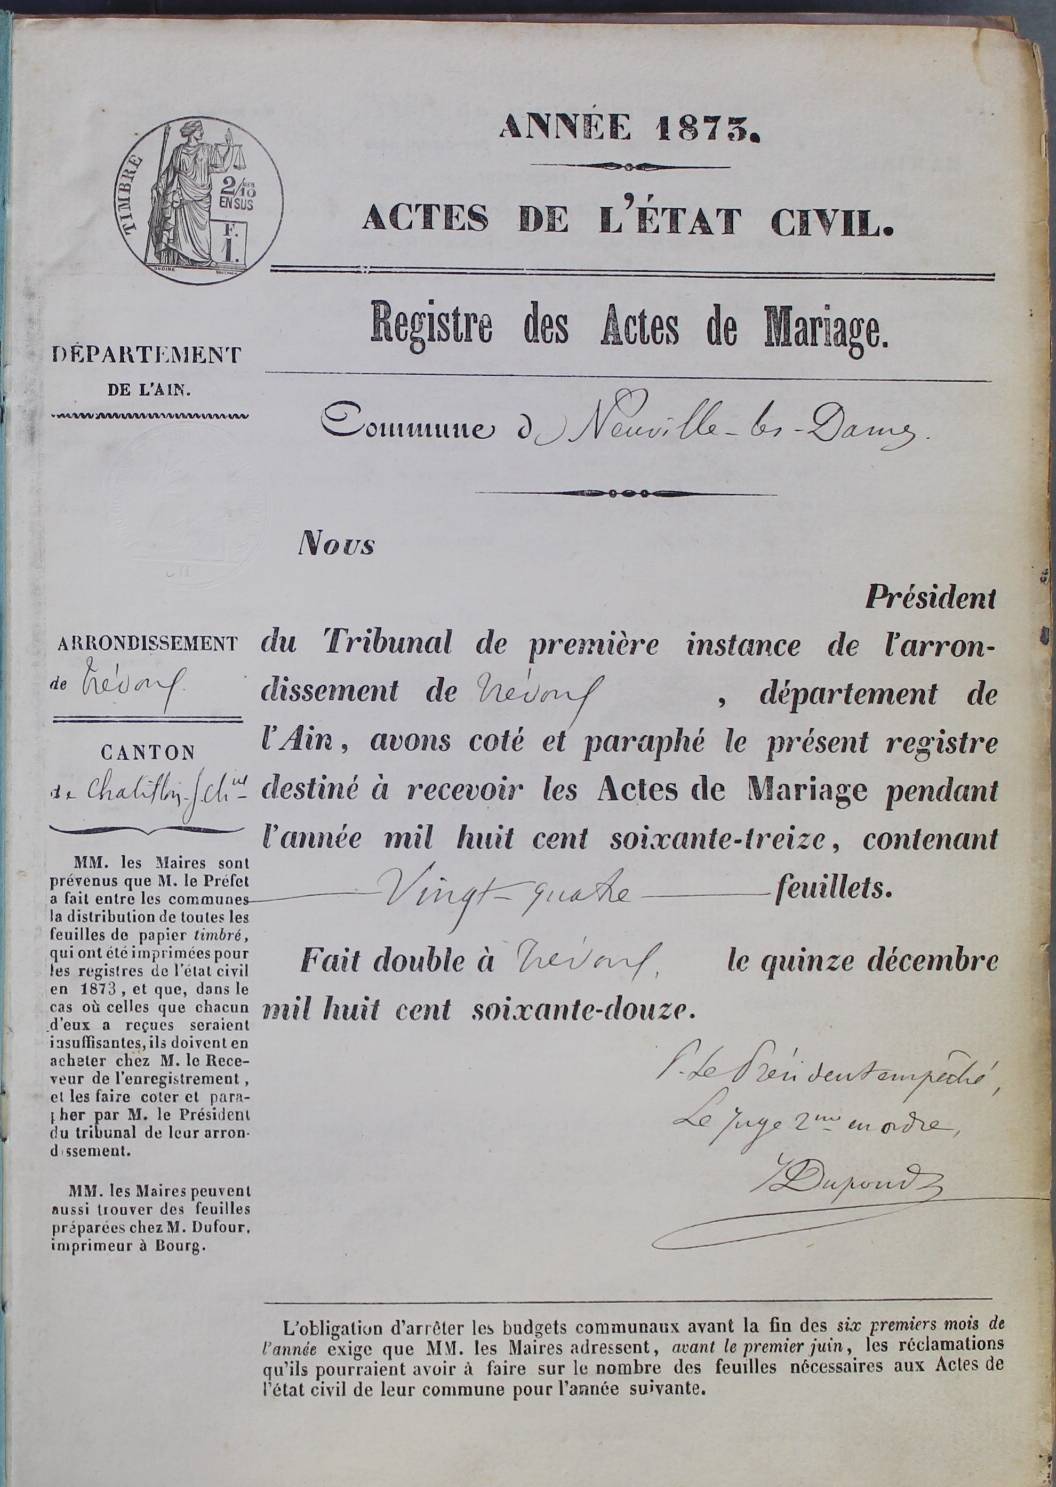 ANNÉE 1873.
ACTES DE L'ÉTAT CIVIL.
TIMBRE
2/10 EN SUS
F.
1.
Registre des Actes de Mariage.
DÉPARTEMENT
DE L'AIN.
Commune de Neuville-les-Dames.
Nous
Président
du Tribunal de première instance de l'arron-
dissement de Trévoux, département de
l'Ain, avons coté et paraphé le présent registre
destiné à recevoir les Actes de Mariage pendant
l'année mil huit cent soixante-treize, contenant
Vingt-quatre feuillets.
Fait double à Trévoux, le quinze décembre
mil huit cent soixante-douze.
P. Le Président empêché,
Le Juge 2me en ordre,
Dupond
ARRONDISSEMENT
de Trévoux.
CANTON
de Chatillon
MM. les Maires sont
prévenus que M. le Préfet
a fait entre les communes
la distribution de toutes les
feuilles de papier timbré,
qui ont été imprimées pour
les registres de l'état civil
en 1873, et que, dans le
cas où celles que chacun
d'eux a reçues seraient
insuffisantes, ils doivent en
acheter chez M. le Rece-
veur de l'enregistrement,
et les faire coter et para-
pher par M. le Président
du tribunal de leur arron-
dissement.
MM. les Maires peuvent
aussi trouver des feuilles
préparées chez M. Dufour,
imprimeur à Bourg.
L'obligation d'arrêter les budgets communaux avant la fin des six premiers mois de
l'année exige que MM. les Maires adressent, avant le premier juin, les réclamations
qu'ils pourraient avoir à faire sur le nombre des feuilles nécessaires aux Actes de
l'état civil de leur commune pour l'année suivante.